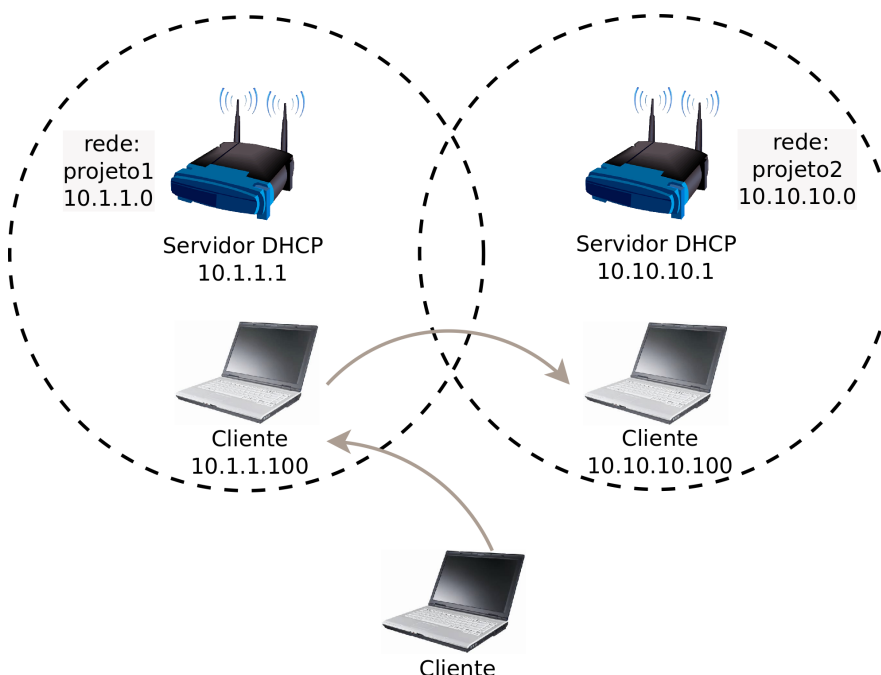 rede:
projeto1
10.1.1.0
Servidor DHCP
10.1.1.1
Cliente
10.1.1.100
rede:
projeto2
10.10.10.0
Servidor DHCP
10.10.10.1
Cliente
10.10.10.100
Cliente